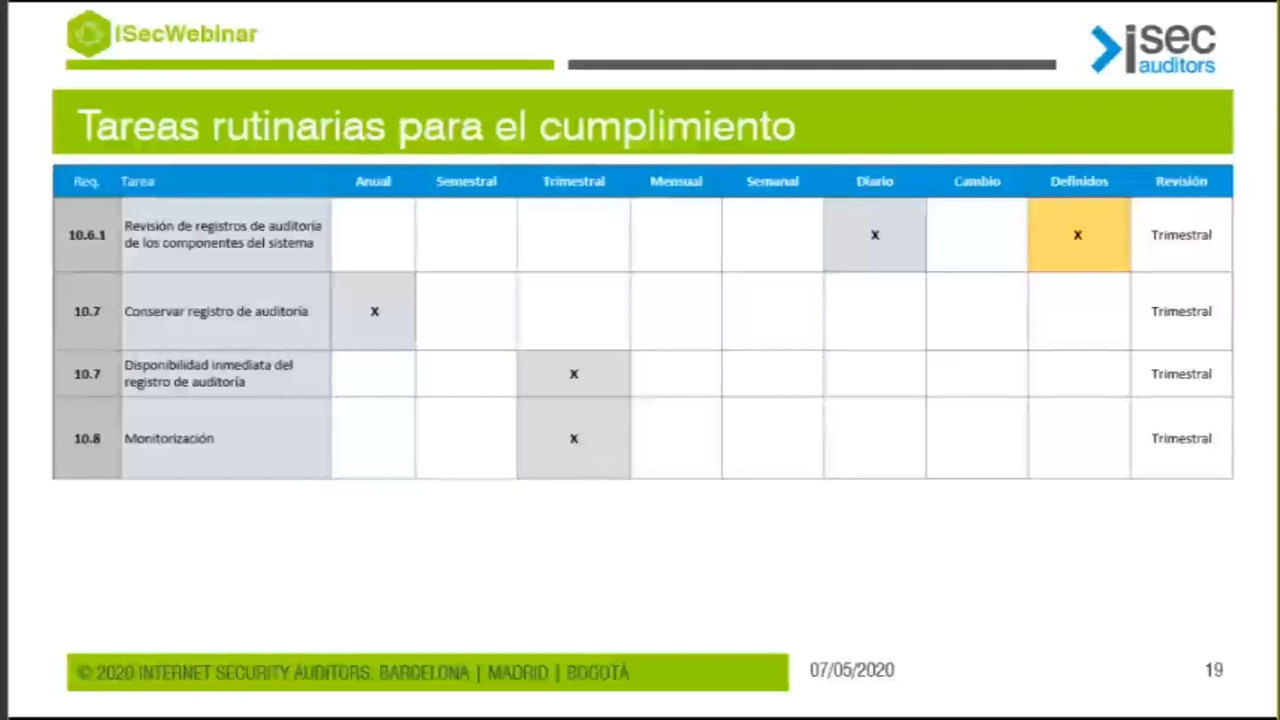 ISecWebinar
isec
auditors
Tareas rutinarias para el cumplimiento
Req. Tarea Anual Semestral Trimestral Mensual Semanal Diario Cambio Definidos Revisión
10.6.1 Revisión de registros de auditoría
de los componentes del sistema X X Trimestral
10.7 Conservar registro de auditoría X Trimestral
10.7 Disponibilidad inmediata del
registro de auditoría X Trimestral
10.8 Monitorización X Trimestral
© 2020 INTERNET SECURITY AUDITORS. BARCELONA | MADRID | BOGOTÁ 07/05/2020 19